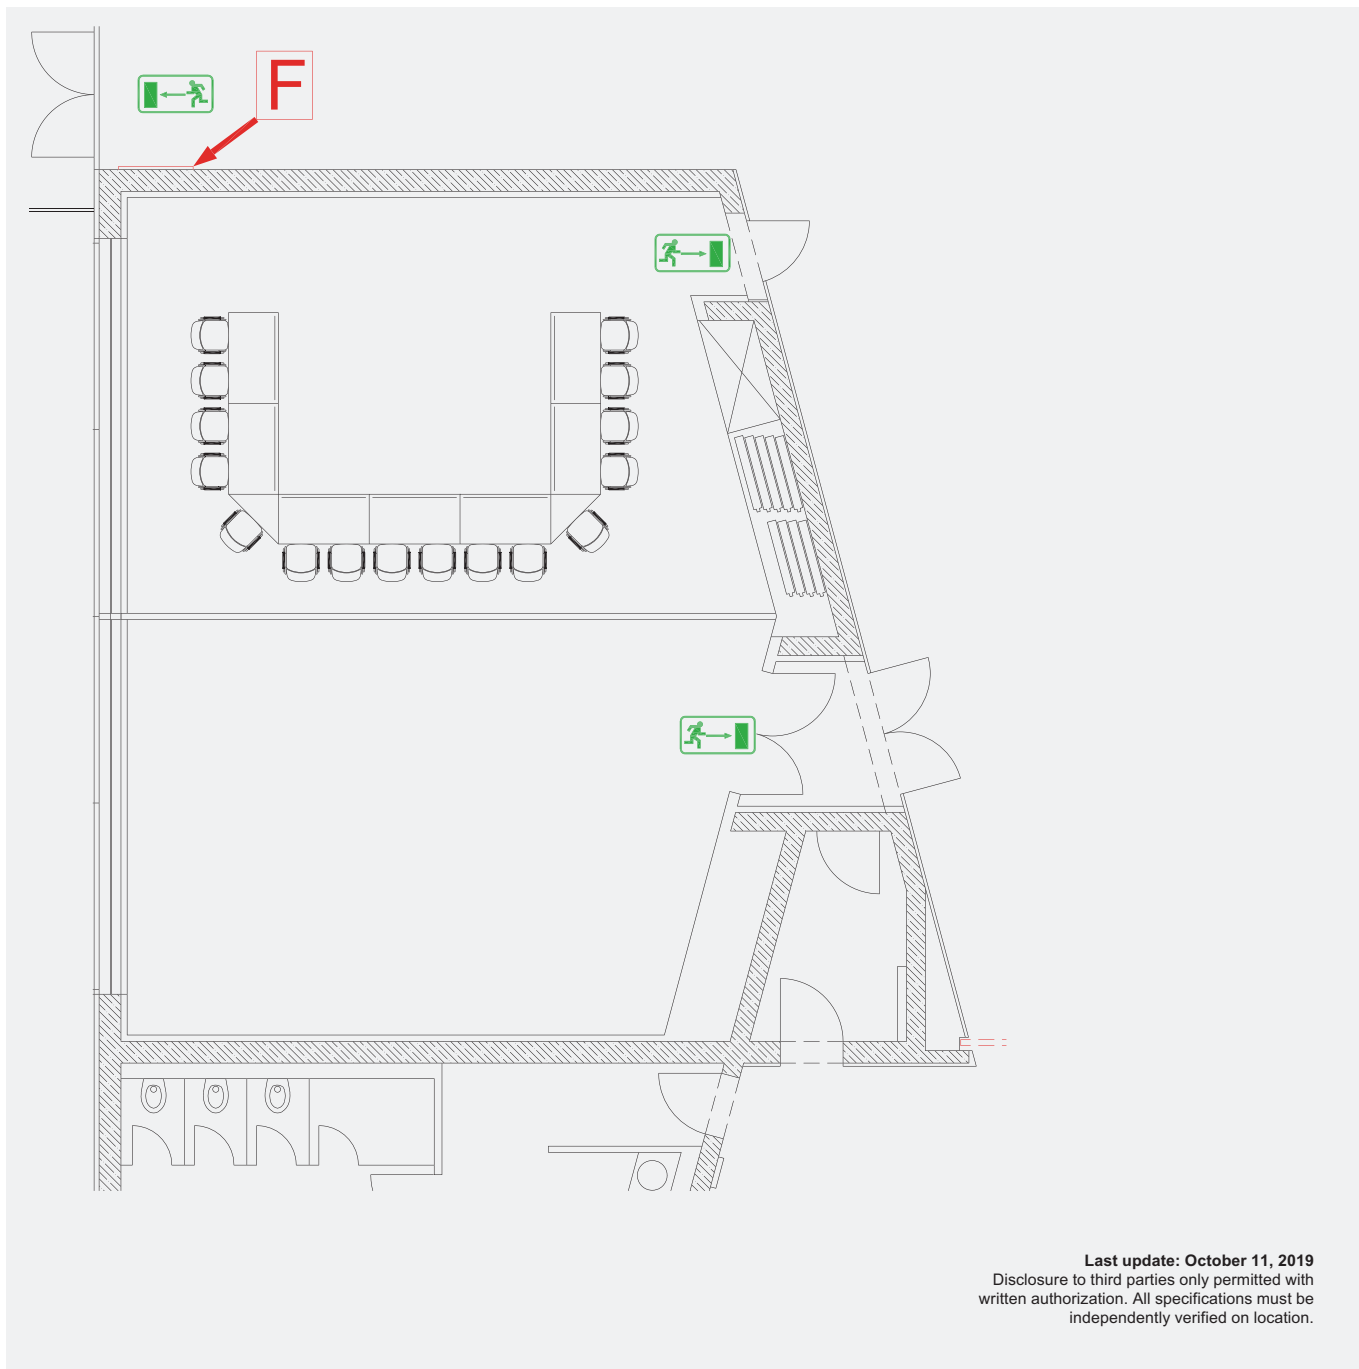 F
Last update: October 11, 2019
Disclosure to third parties only permitted with
written authorization. All specifications must be
independently verified on location.